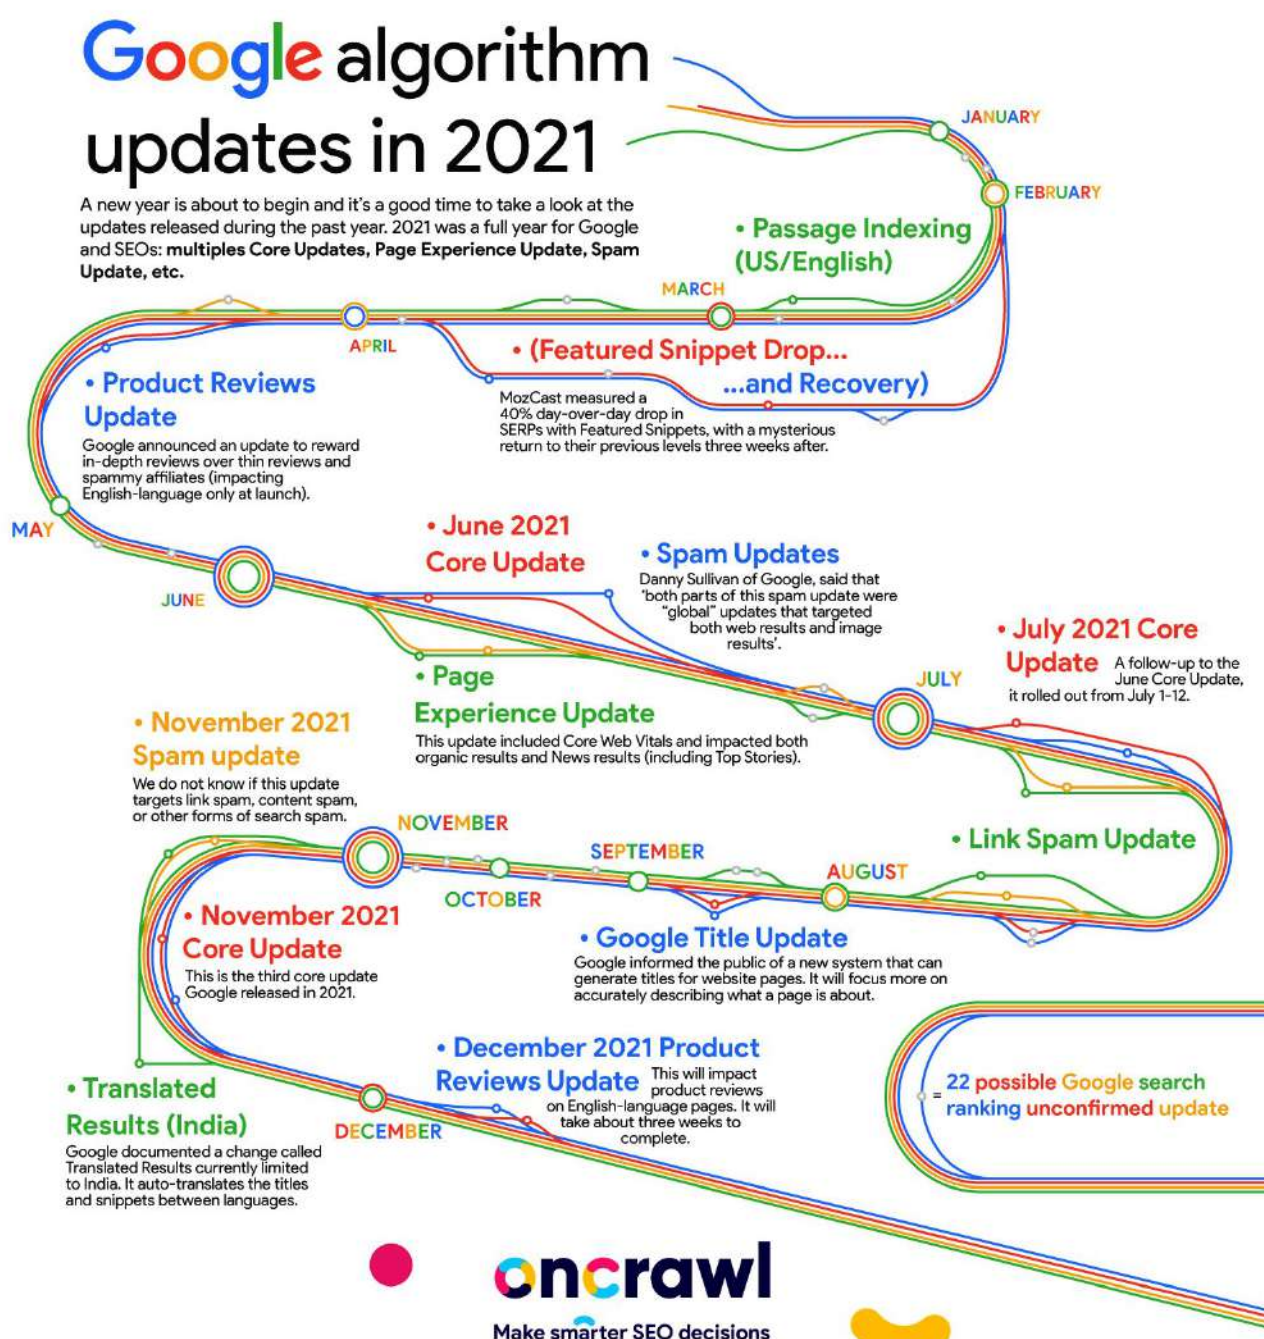 Google algorithm
updates in 2021
A new year is about to begin and it's a good time to take a look at the
updates released during the past year. 2021 was a full year for Google
and SEOs: multiples Core Updates, Page Experience Update, Spam
Update, etc.
JANUARY
FEBRUARY
• Passage Indexing
(US/English)
MARCH
• (Featured Snippet Drop...
...and Recovery)
MozCast measured a
40% day-over-day drop in
SERPs with Featured Snippets, with a mysterious
return to their previous levels three weeks after.
APRIL
• Product Reviews
Update
Google announced an update to reward
in-depth reviews over thin reviews and
spammy affiliates (impacting
English-language only at launch).
MAY
JUNE
• June 2021
Core Update
• Spam Updates
Danny Sullivan of Google, said that
'both parts of this spam update were
"global" updates that targeted
both web results and image
results'.
• Page
Experience Update
This update included Core Web Vitals and impacted both
organic results and News results (including Top Stories).
JULY
• July 2021 Core
Update
A follow-up to the
June Core Update,
it rolled out from July 1-12.
• Link Spam Update
AUGUST
SEPTEMBER
• Google Title Update
Google informed the public of a new system that can
generate titles for website pages. It will focus more on
accurately describing what a page is about.
OCTOBER
NOVEMBER
• November 2021
Spam update
We do not know if this update
targets link spam, content spam,
or other forms of search spam.
• November 2021
Core Update
This is the third core update
Google released in 2021.
• Translated
Results (India)
Google documented a change called
Translated Results currently limited
to India. It auto-translates the titles
and snippets between languages.
DECEMBER
• December 2021 Product
Reviews Update
This will impact
product reviews
on English-language pages. It will
take about three weeks to
complete.
= 22 possible Google search
ranking unconfirmed update
oncrawl
Make smarter SEO decisions